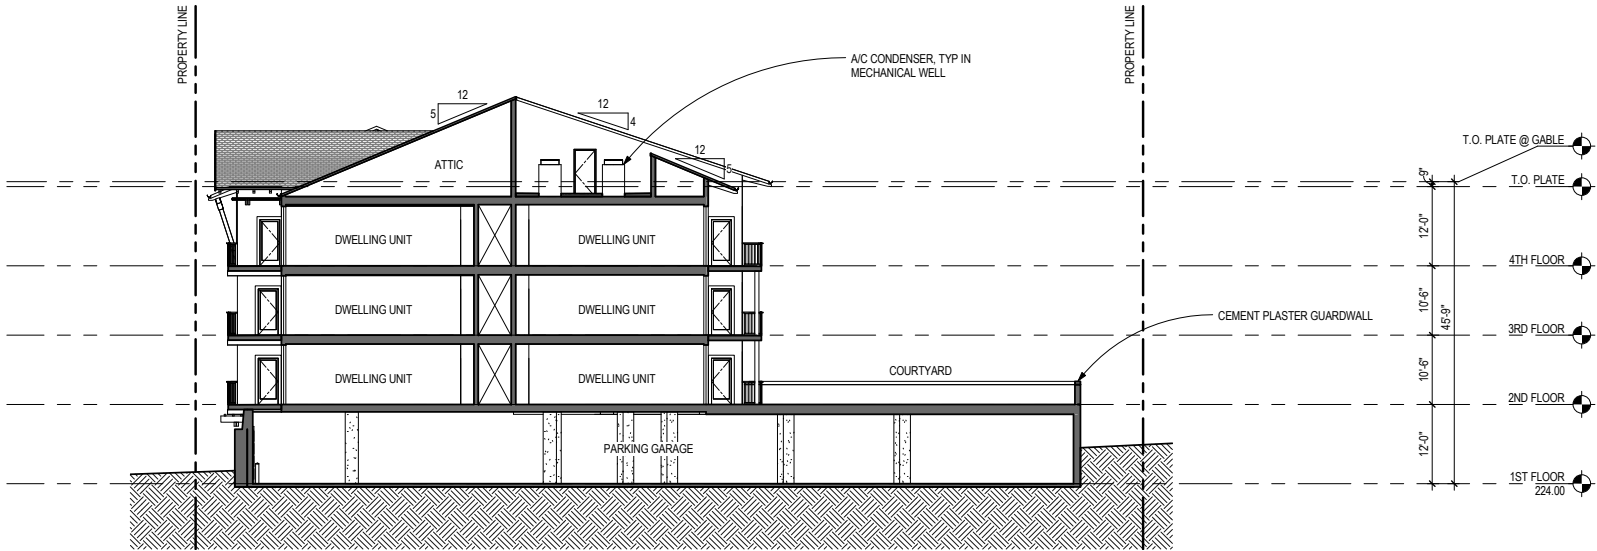 PROPERTY LINE
PROPERTY LINE
A/C CONDENSER, TYP IN
MECHANICAL WELL
12
5
12
4
12
5
ATTIC
T.O. PLATE @ GABLE
9"
T.O. PLATE
12'-0"
DWELLING UNIT
DWELLING UNIT
4TH FLOOR
10'-6"
DWELLING UNIT
DWELLING UNIT
45'-9"
CEMENT PLASTER GUARDWALL
3RD FLOOR
10'-6"
DWELLING UNIT
DWELLING UNIT
COURTYARD
2ND FLOOR
12'-0"
PARKING GARAGE
1ST FLOOR
224.00